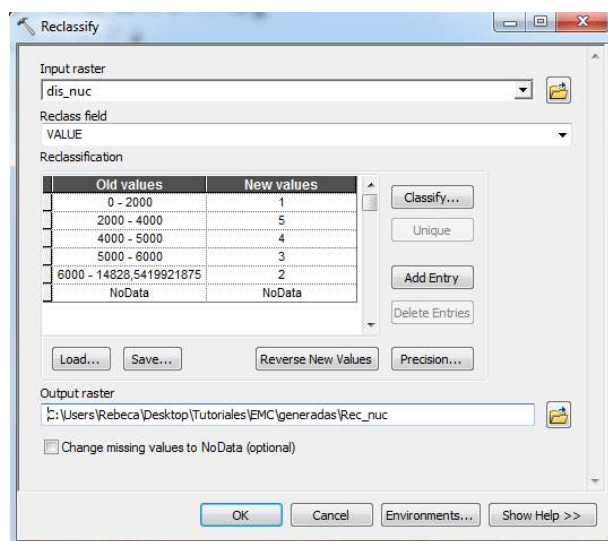 Reclassify
Input raster
dis_nuc
Reclass field
VALUE
Reclassification
Old values New values
0 - 2000 1
2000 - 4000 5
4000 - 5000 4
5000 - 6000 3
6000 - 14828,5419921875 2
NoData NoData
Classify...
Unique
Add Entry
Delete Entries
Load... Save... Reverse New Values Precision...
Output raster
C:\Users\Rebeca\Desktop\Tutoriales\EMC\generadas\Rec_nuc
Change missing values to NoData (optional)
OK Cancel Environments... Show Help >>